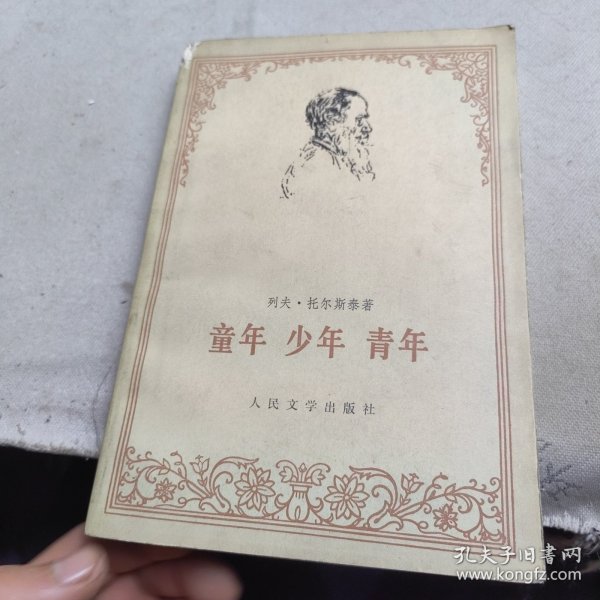 列夫·托尔斯泰著
童年 少年 青年
人民文学出版社
孔夫子旧书网
www.kongfz.com